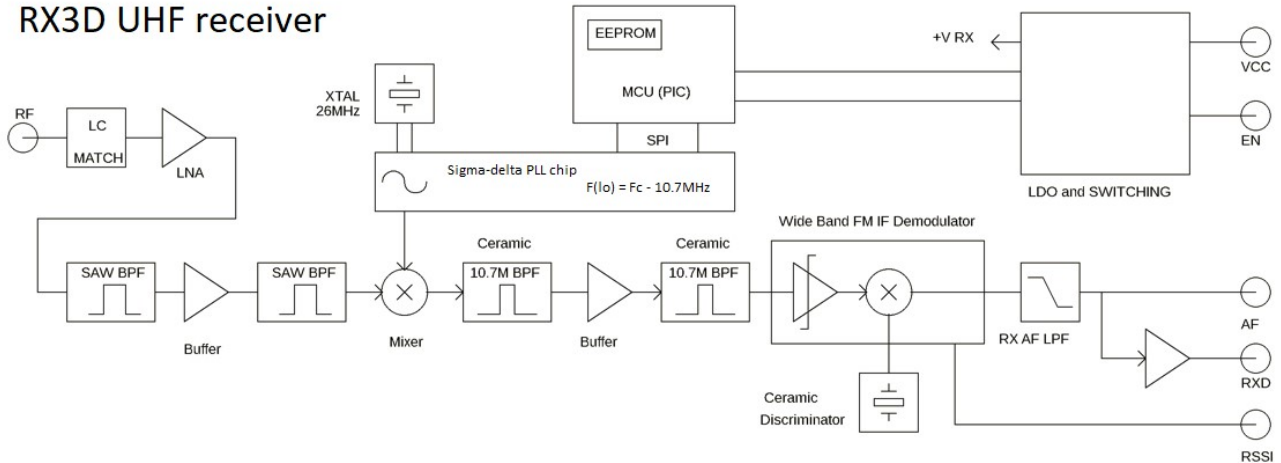 RX3D UHF receiver
EEPROM
MCU (PIC)
+V RX
VCC
EN
LDO and SWITCHING
XTAL
26MHz
SPI
Sigma-delta PLL chip
F(lo) = Fc - 10.7MHz
RF
LC
MATCH
LNA
SAW BPF
Buffer
SAW BPF
Mixer
Ceramic
10.7M BPF
Buffer
Ceramic
10.7M BPF
Wide Band FM IF Demodulator
Ceramic
Discriminator
RX AF LPF
AF
RXD
RSSI